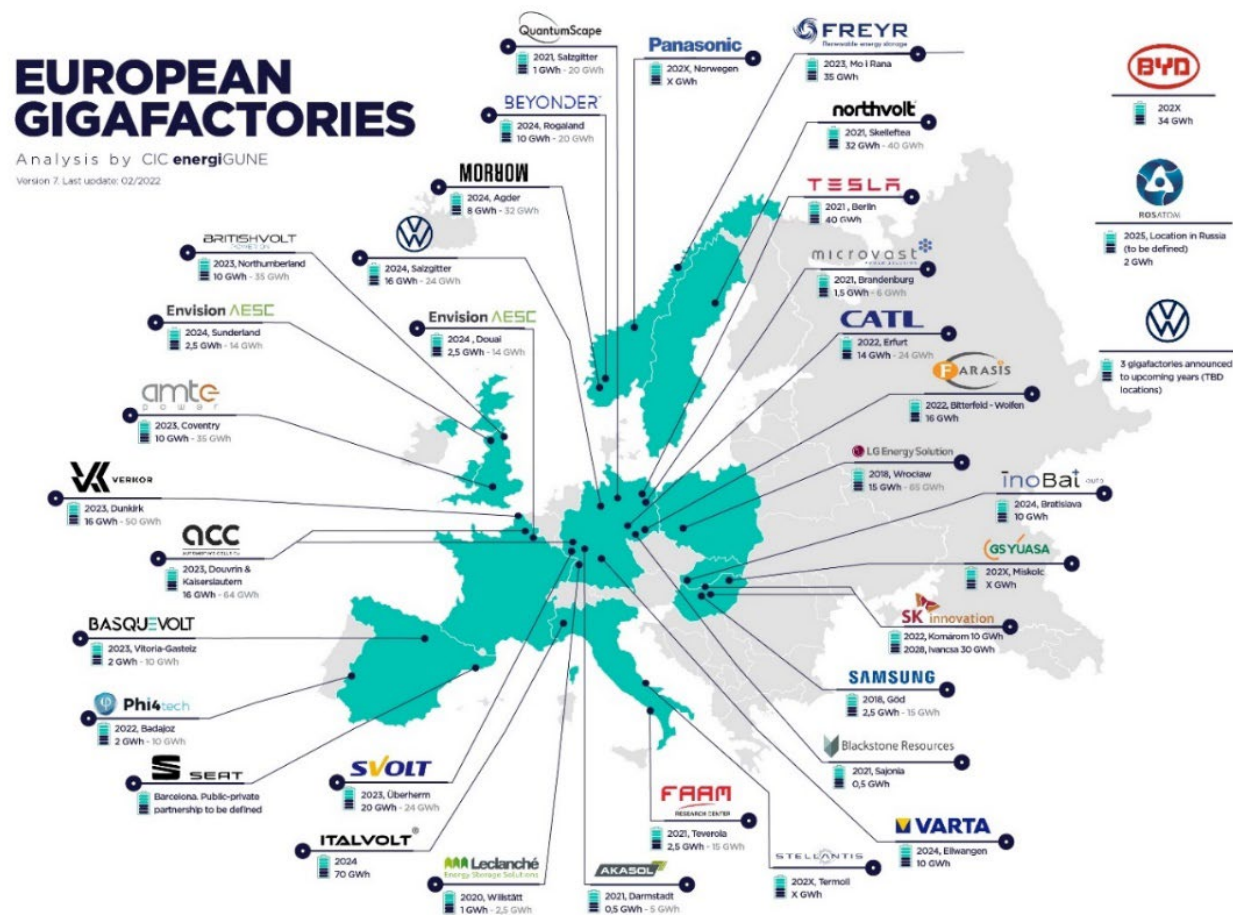 EUROPEAN
GIGAFACTORIES
Analysis by CIC energiGUNE
Version 7. Last update: 02/2022
QuantumScape
2021, Salzgitter
1 GWh - 20 GWh
BEYONDER
2024, Rogaland
10 GWh - 20 GWh
MORROW
2024, Agder
8 GWh - 32 GWh
VW
2024, Salzgitter
16 GWh - 24 GWh
BRITISHVOLT
2023, Northumberland
10 GWh - 35 GWh
Envision AESC
2024, Sunderland
2,5 GWh - 14 GWh
Envision AESC
2024 , Douai
2,5 GWh - 14 GWh
amte
power
2023, Coventry
10 GWh - 35 GWh
VERKOR
2023, Dunkirk
16 GWh - 50 GWh
acc
2023, Douvrin &
Kaiserslautern
16 GWh - 64 GWh
BASQUEVOLT
2023, Vitoria-Gasteiz
2 GWh - 10 GWh
Phi4tech
2022, Badajoz
2 GWh - 10 GWh
SEAT
Barcelona. Public-private
partnership to be defined
SVOLT
2023, Überherrn
20 GWh - 24 GWh
ITALVOLT
2024
70 GWh
Leclanché
Energy Storage Solutions
2020, Willstätt
1 GWh - 2,5 GWh
AKASOL
2021, Darmstadt
0,5 GWh - 5 GWh
FAAM
RESEARCH CENTER
2021, Teverola
2,5 GWh - 15 GWh
STELLANTIS
202X, Termoli
X GWh
VARTA
2024, Ellwangen
10 GWh
Blackstone Resources
2021, Sajonia
0,5 GWh
SAMSUNG
2018, Göd
2,5 GWh - 15 GWh
SK innovation
2022, Komárom 10 GWh
2028, Ivancsa 30 GWh
GS YUASA
202X, Miskolc
X GWh
inoBat auto
2024, Bratislava
10 GWh
LG Energy Solution
2018, Wrocław
15 GWh - 65 GWh
FARASIS
2022, Bitterfeld - Wolfen
16 GWh
CATL
2022, Erfurt
14 GWh - 24 GWh
microvast
POWER SOLUTION
2021, Brandenburg
1,5 GWh - 6 GWh
TESLA
2021 , Berlin
40 GWh
northvolt
2021, Skelleftea
32 GWh - 40 GWh
FREYR
Renewable energy storage
2023, Mo i Rana
35 GWh
Panasonic
202X, Norwegen
X GWh
BYD
202X
34 GWh
ROSATOM
2025, Location in Russia
(to be defined)
2 GWh
VW
3 gigafactories announced
to upcoming years (TBD
locations)